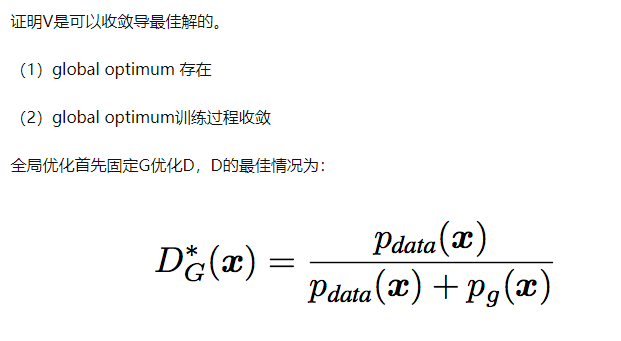 证明V是可以收敛导最佳解的。
（1）global optimum 存在
（2）global optimum训练过程收敛
全局优化首先固定G优化D，D的最佳情况为：
$D^*_G(\boldsymbol{x}) = \frac{p_{data}(\boldsymbol{x})}{p_{data}(\boldsymbol{x}) + p_g(\boldsymbol{x})}$